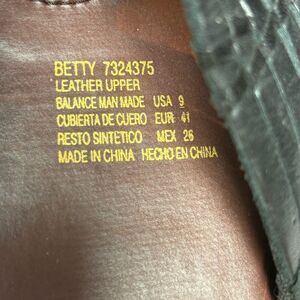 BETTY 7324375
LEATHER UPPER
BALANCE MAN MADE USA 9
CUBIERTA DE CUERO EUR 41
RESTO SINTETICO MEX 26
MADE IN CHINA HECHO EN CHINA